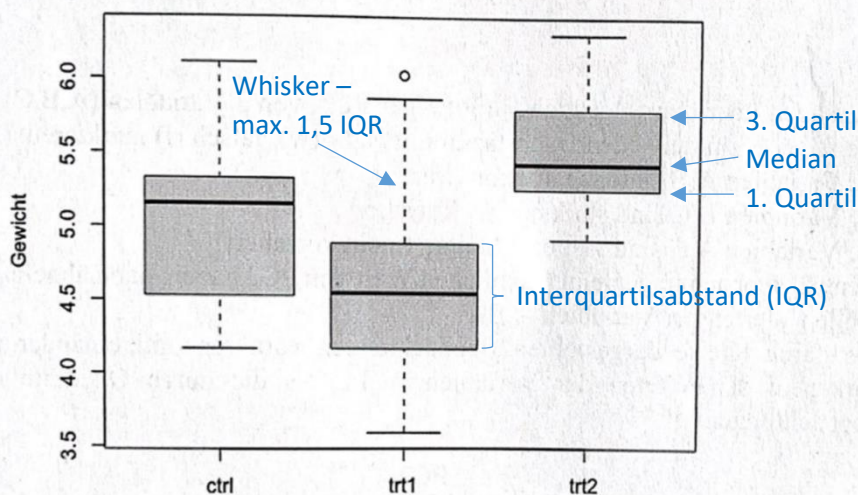 Whisker –
max. 1,5 IQR
3. Quartil
Median
1. Quartil
Interquartilsabstand (IQR)
Gewicht
6.0
5.5
5.0
4.5
4.0
3.5
ctrl
trt1
trt2